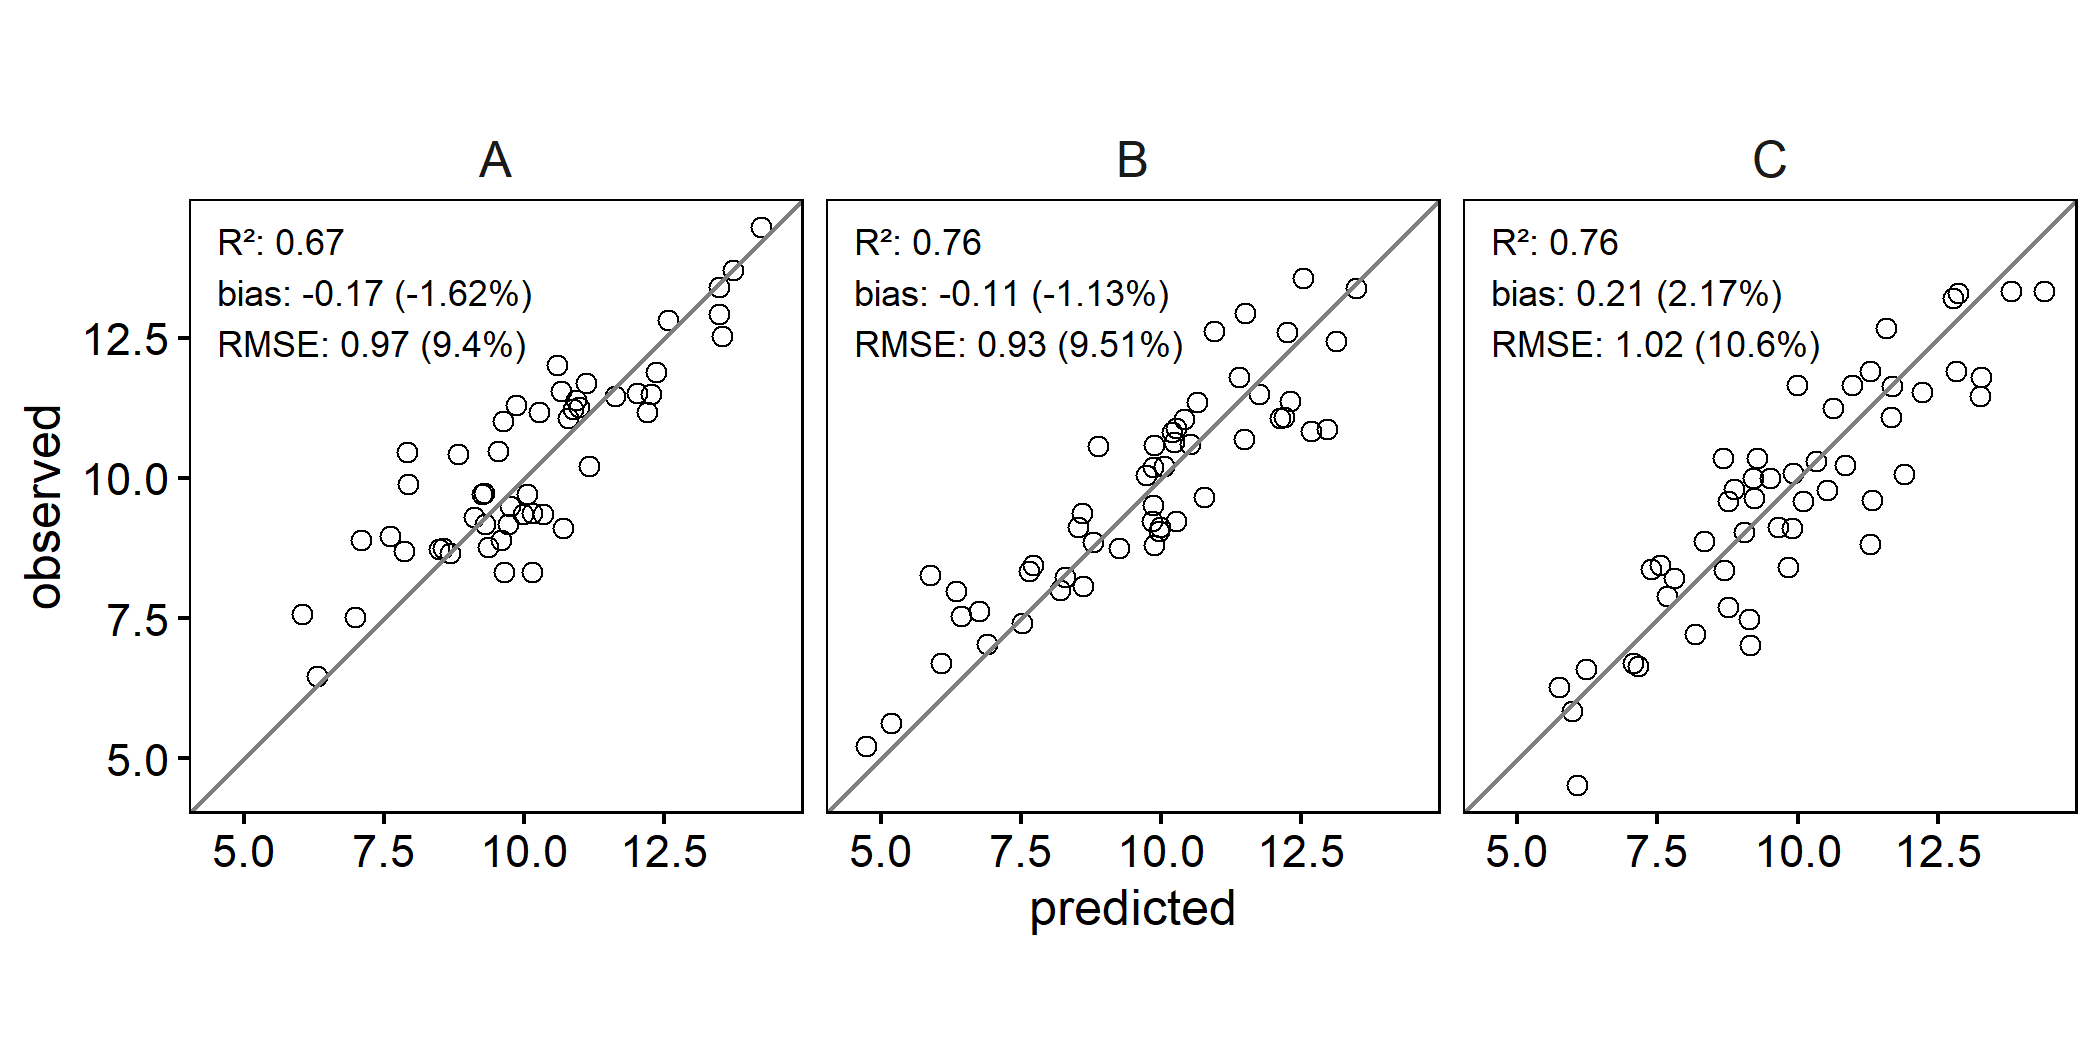 A
B
C
R²: 0.67
bias: -0.17 (-1.62%)
RMSE: 0.97 (9.4%)
R²: 0.76
bias: -0.11 (-1.13%)
RMSE: 0.93 (9.51%)
R²: 0.76
bias: 0.21 (2.17%)
RMSE: 1.02 (10.6%)
observed
12.5
10.0
7.5
5.0
5.0 7.5 10.0 12.5
5.0 7.5 10.0 12.5
5.0 7.5 10.0 12.5
predicted